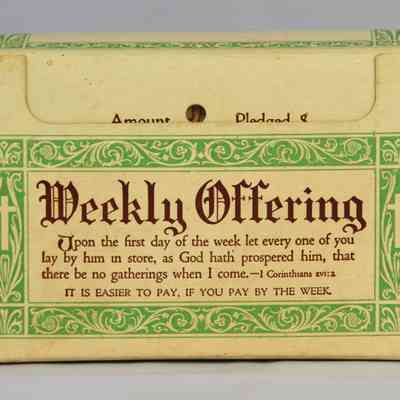 Amount Pledged $
Weekly Offering
Upon the first day of the week let every one of you
lay by him in store, as God hath prospered him, that
there be no gatherings when I come.—I Corinthians xvi:2
IT IS EASIER TO PAY, IF YOU PAY BY THE WEEK.